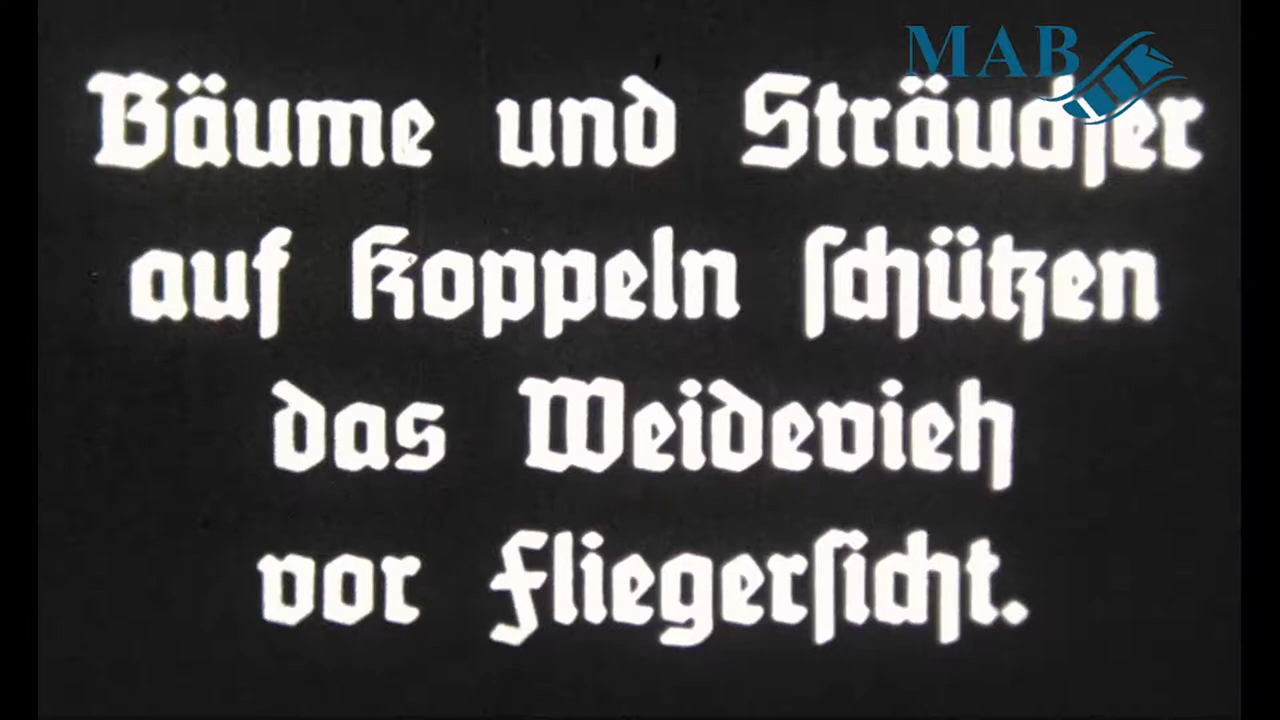 MAB
Bäume und Sträucher
auf Koppeln schützen
das Weidevieh
vor Fliegersicht.